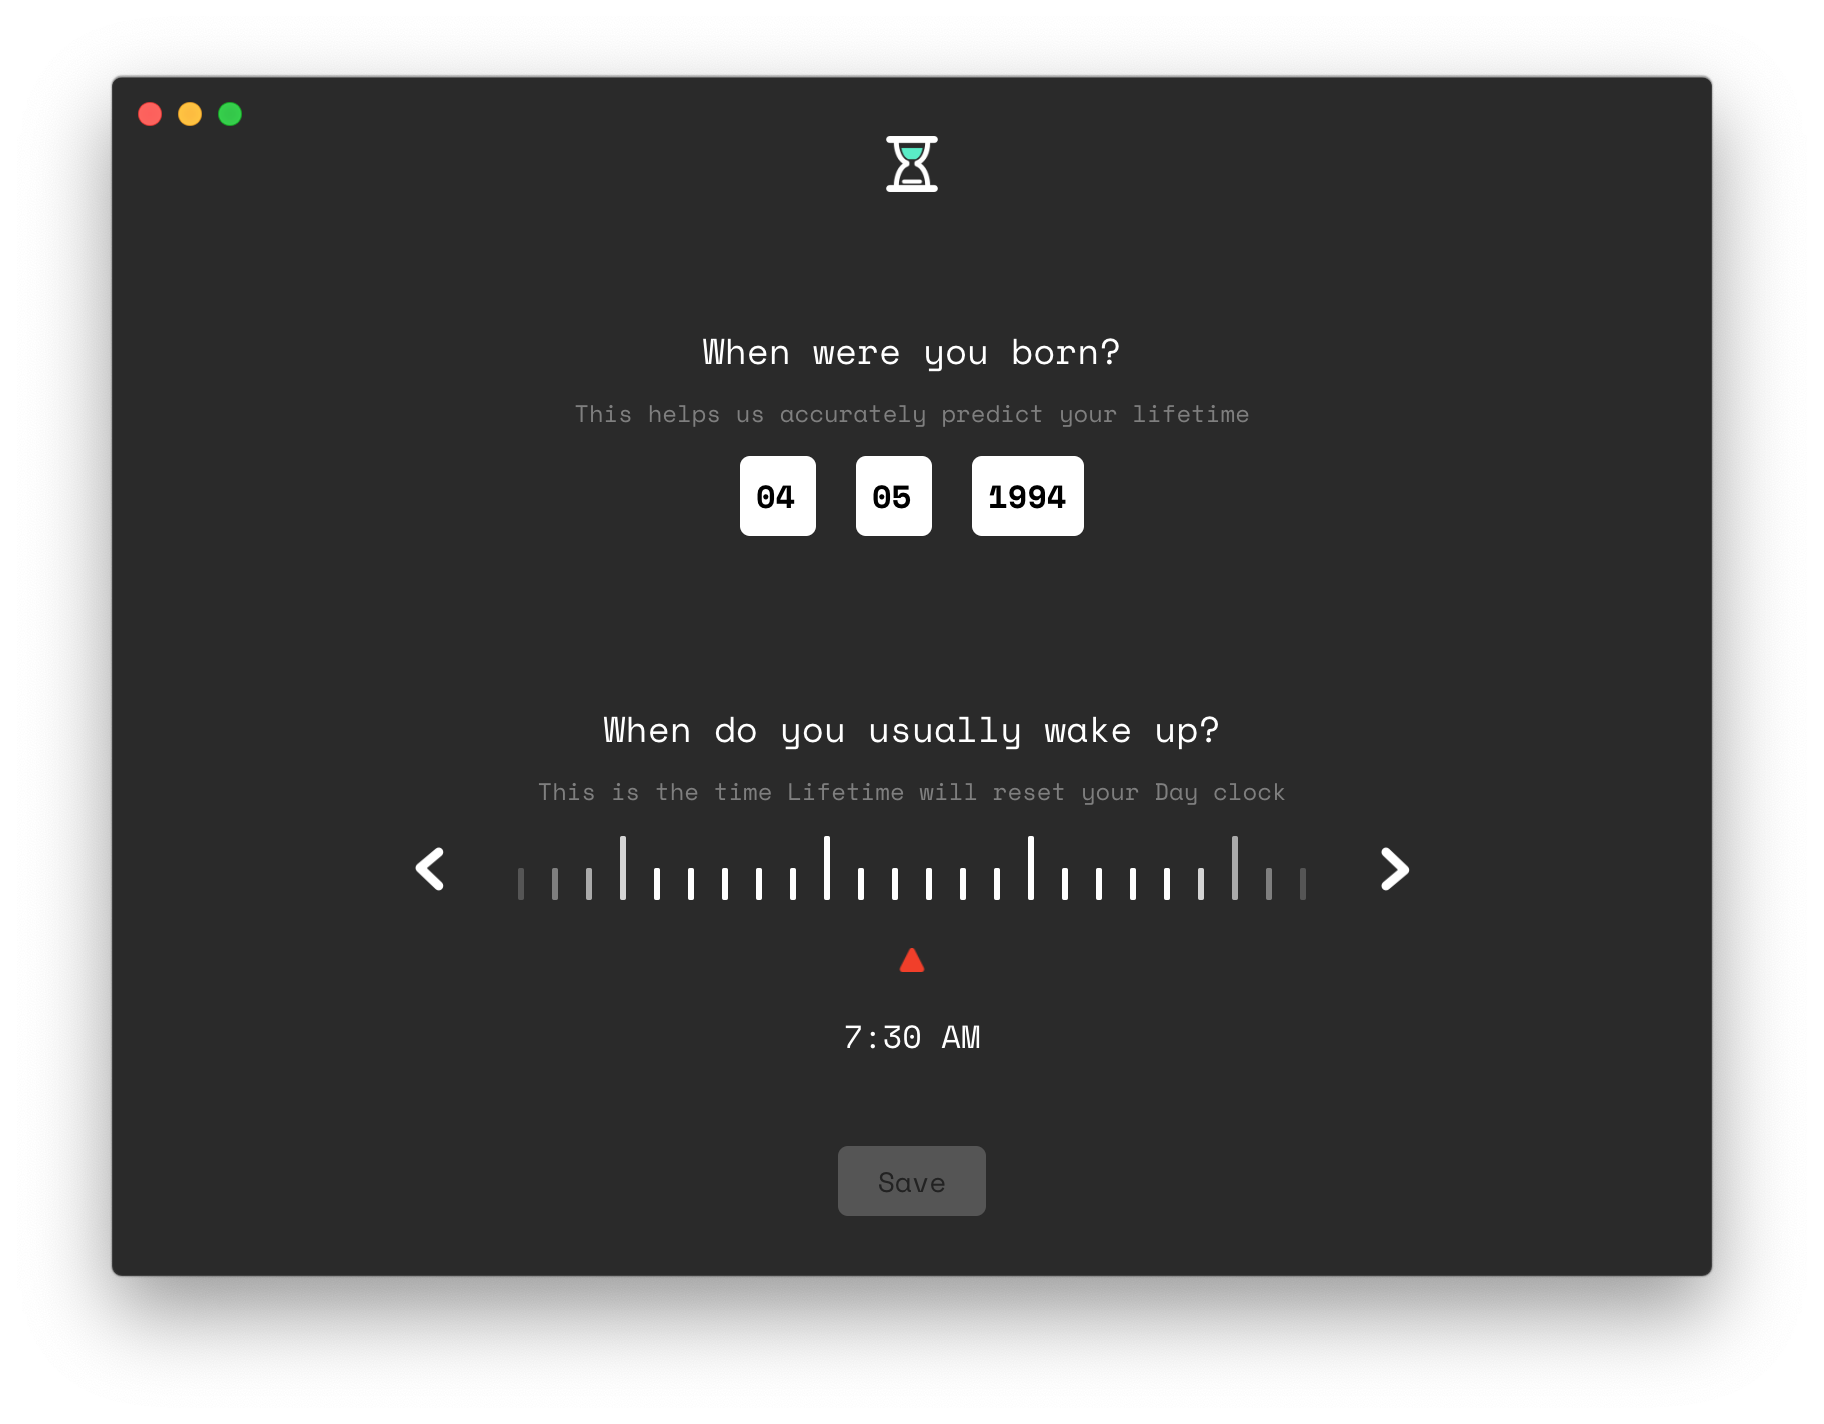 When were you born?
This helps us accurately predict your lifetime
04 05 1994
When do you usually wake up?
This is the time Lifetime will reset your Day clock
7:30 AM
Save